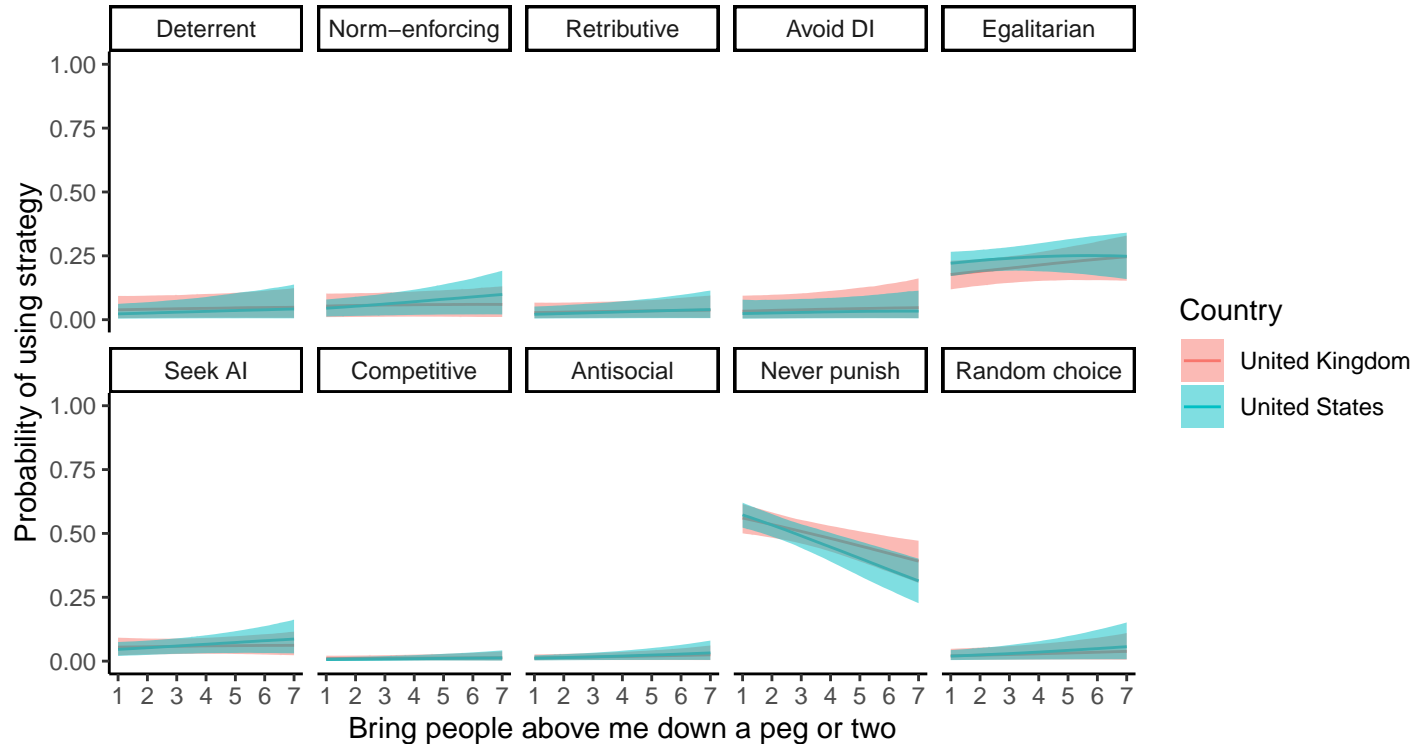 Deterrent Norm−enforcing Retributive Avoid DI Egalitarian
1.00
0.75
0.50
0.25
0.00
Seek AI Competitive Antisocial Never punish Random choice
1.00
0.75
0.50
0.25
0.00
1 2 3 4 5 6 7 1 2 3 4 5 6 7 1 2 3 4 5 6 7 1 2 3 4 5 6 7 1 2 3 4 5 6 7
Bring people above me down a peg or two
Probability of using strategy
Country
United Kingdom
United States